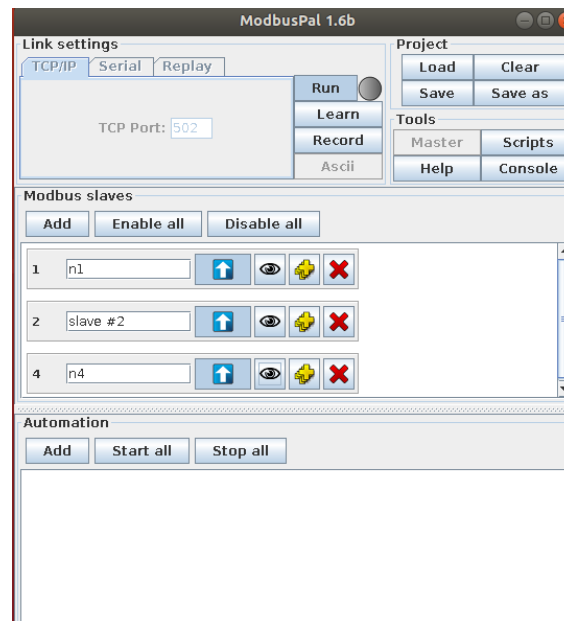 ModbusPal 1.6b
Link settings
TCP/IP Serial Replay
TCP Port: 502
Run
Learn
Record
Ascii
Project
Load Clear
Save Save as
Tools
Master Scripts
Help Console
Modbus slaves
Add Enable all Disable all
1 n1
2 slave #2
4 n4
Automation
Add Start all Stop all